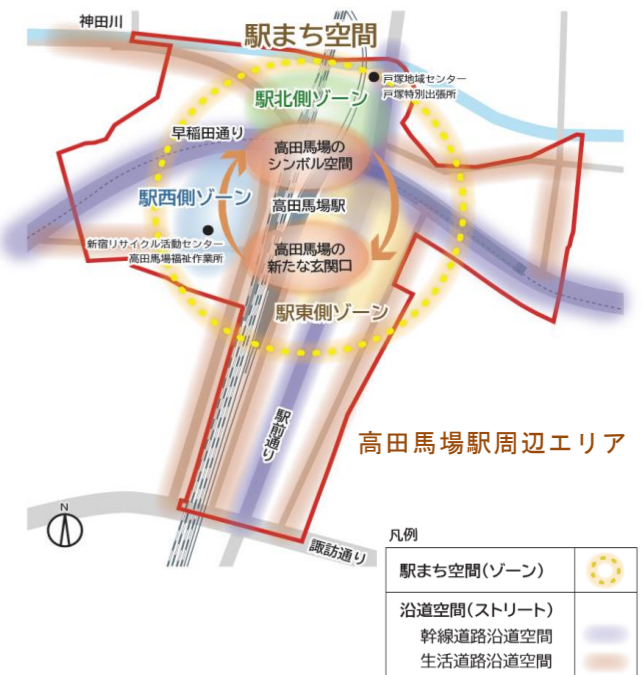 神田川
駅まち空間
戸塚地域センター
戸塚特別出張所
駅北側ゾーン
早稲田通り
高田馬場の
シンボル空間
駅西側ゾーン
高田馬場駅
新宿リサイクル活動センター
高田馬場福祉作業所
高田馬場の
新たな玄関口
駅東側ゾーン
駅前通り
高田馬場駅周辺エリア
N
諏訪通り
凡例
駅まち空間(ゾーン)
沿道空間(ストリート)
幹線道路沿道空間
生活道路沿道空間